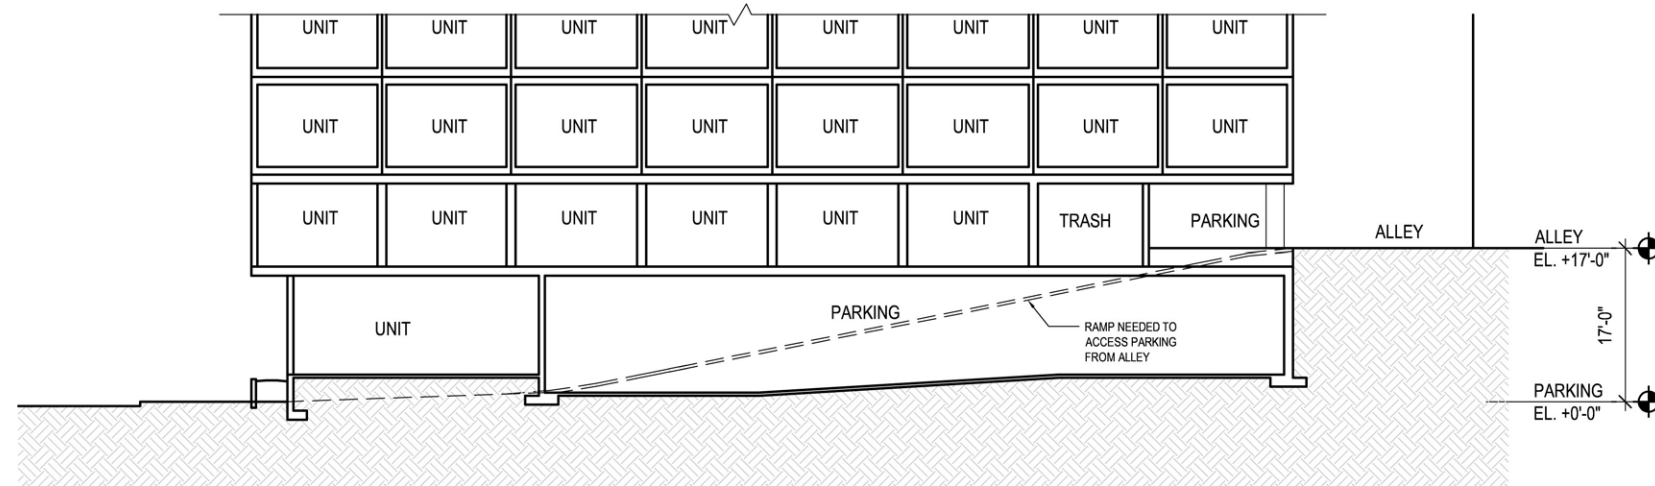 UNIT UNIT UNIT UNIT UNIT UNIT UNIT UNIT
UNIT UNIT UNIT UNIT UNIT UNIT UNIT UNIT
UNIT UNIT UNIT UNIT UNIT UNIT TRASH PARKING
ALLEY
ALLEY
EL. +17'-0"
UNIT
PARKING
RAMP NEEDED TO
ACCESS PARKING
FROM ALLEY
17'-0"
PARKING
EL. +0'-0"